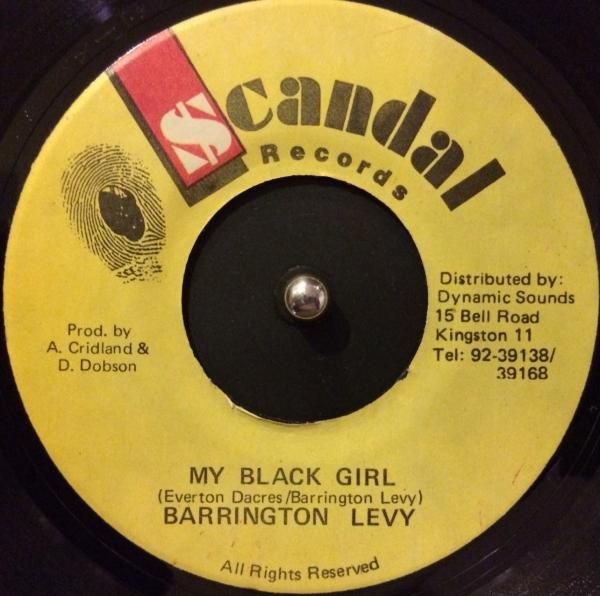 Scandal
Records
Prod. by
A. Cridland &
D. Dobson
Distributed by:
Dynamic Sounds
15 Bell Road
Kingston 11
Tel: 92-39138/
39168
MY BLACK GIRL
(Everton Dacres/Barrington Levy)
BARRINGTON LEVY
All Rights Reserved